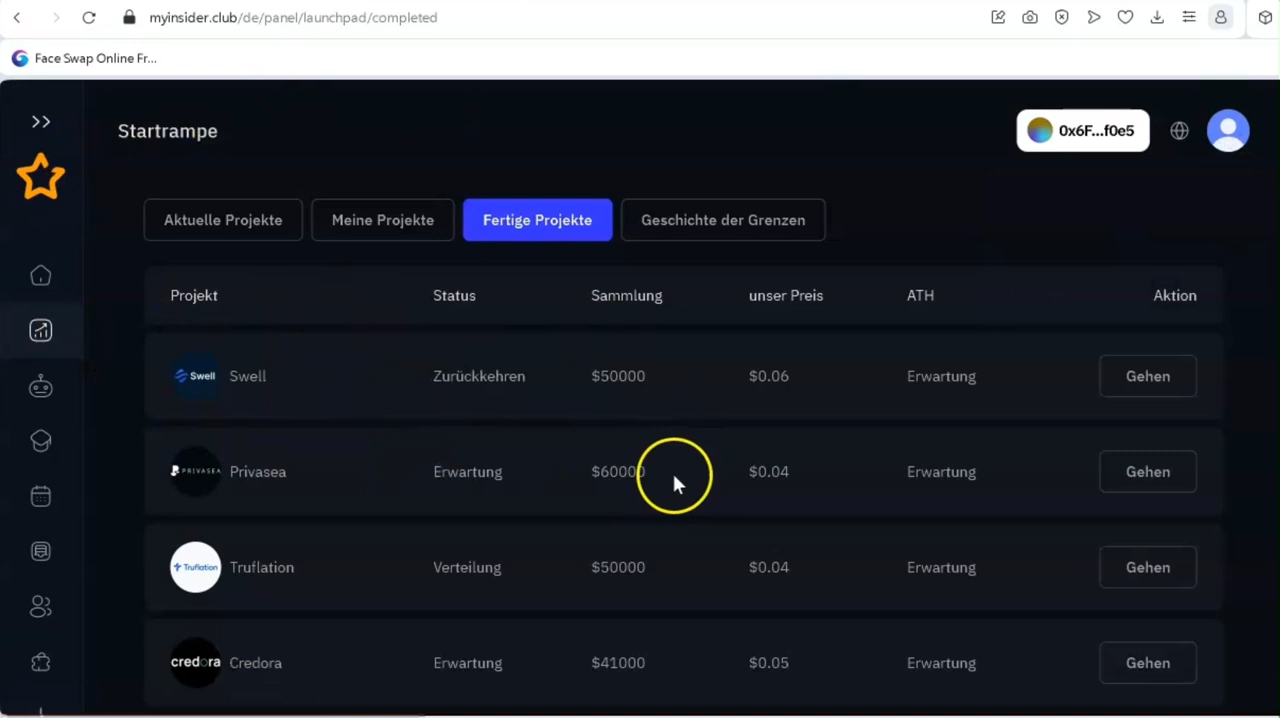 myinsider.club/de/panel/launchpad/completed
Face Swap Online Fr...
Startrampe
0x6F...f0e5
Aktuelle Projekte
Meine Projekte
Fertige Projekte
Geschichte der Grenzen
Projekt Status Sammlung unser Preis ATH Aktion
Swell Swell Zurückkehren $50000 $0.06 Erwartung Gehen
PRIVASEA Privasea Erwartung $60000 $0.04 Erwartung Gehen
Truflation Truflation Verteilung $50000 $0.04 Erwartung Gehen
credora Credora Erwartung $41000 $0.05 Erwartung Gehen